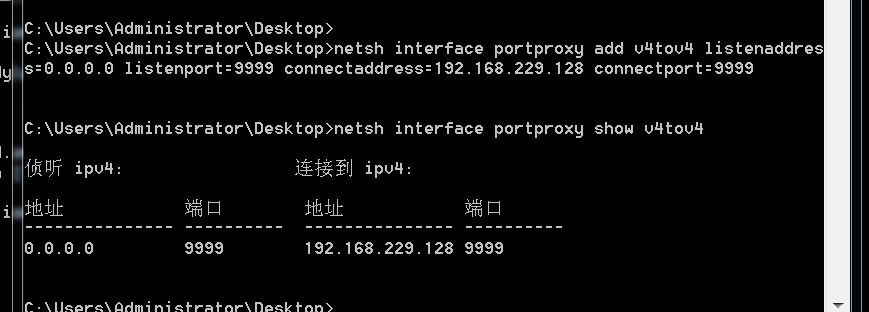 C:\Users\Administrator\Desktop>
C:\Users\Administrator\Desktop>netsh interface portproxy add v4tov4 listenaddres
s=0.0.0.0 listenport=9999 connectaddress=192.168.229.128 connectport=9999
C:\Users\Administrator\Desktop>netsh interface portproxy show v4tov4
侦听 ipv4: 连接到 ipv4:
地址 端口 地址 端口
--------------- ---------- --------------- ----------
0.0.0.0 9999 192.168.229.128 9999
C:\Users\Administrator\Desktop>